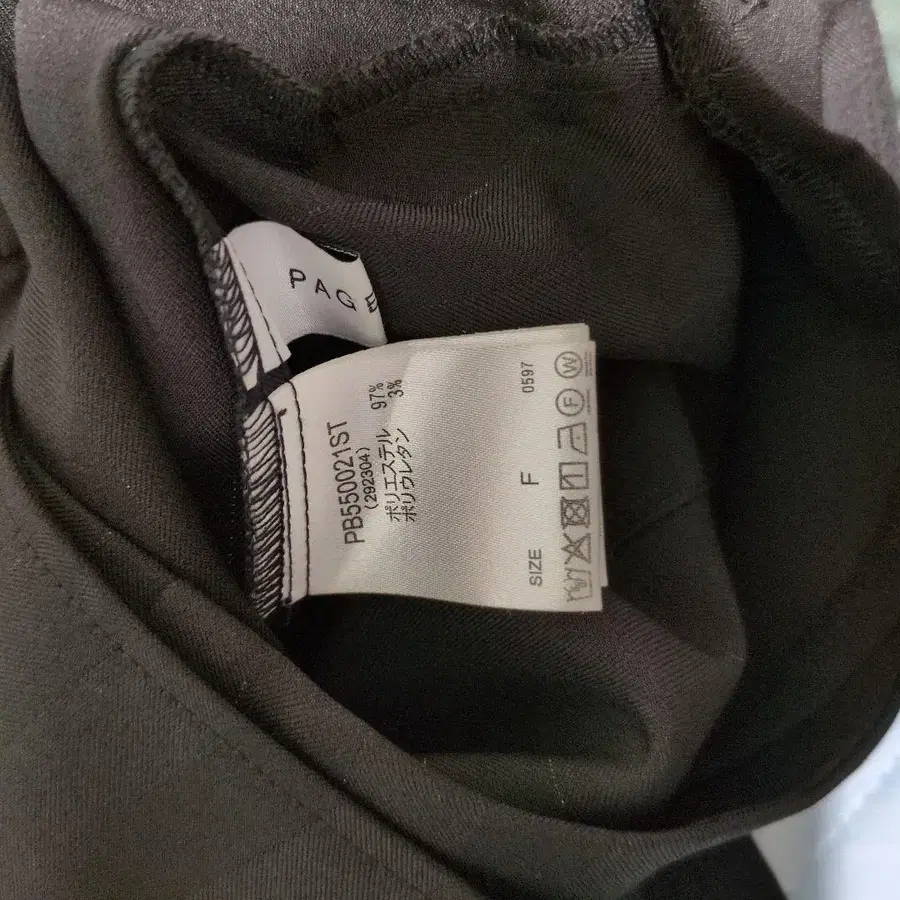 PAGE
PB550021ST
(292304)
ポリエステル 97%
ポリウレタン 3%
SIZE F 0597
F W